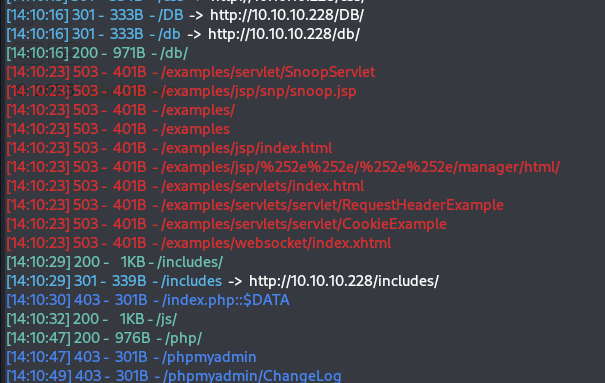 [14:10:16] 301 - 333B - /DB -> http://10.10.10.228/DB/
[14:10:16] 301 - 333B - /db -> http://10.10.10.228/db/
[14:10:16] 200 - 971B - /db/
[14:10:23] 503 - 401B - /examples/servlet/SnoopServlet
[14:10:23] 503 - 401B - /examples/jsp/snp/snoop.jsp
[14:10:23] 503 - 401B - /examples/
[14:10:23] 503 - 401B - /examples
[14:10:23] 503 - 401B - /examples/jsp/index.html
[14:10:23] 503 - 401B - /examples/jsp/%252e%252e/%252e%252e/manager/html/
[14:10:23] 503 - 401B - /examples/servlets/index.html
[14:10:23] 503 - 401B - /examples/servlets/servlet/RequestHeaderExample
[14:10:23] 503 - 401B - /examples/servlets/servlet/CookieExample
[14:10:23] 503 - 401B - /examples/websocket/index.xhtml
[14:10:29] 200 - 1KB - /includes/
[14:10:29] 301 - 339B - /includes -> http://10.10.10.228/includes/
[14:10:30] 403 - 301B - /index.php::$DATA
[14:10:32] 200 - 1KB - /js/
[14:10:47] 200 - 976B - /php/
[14:10:47] 403 - 301B - /phpmyadmin
[14:10:49] 403 - 301B - /phpmyadmin/ChangeLog